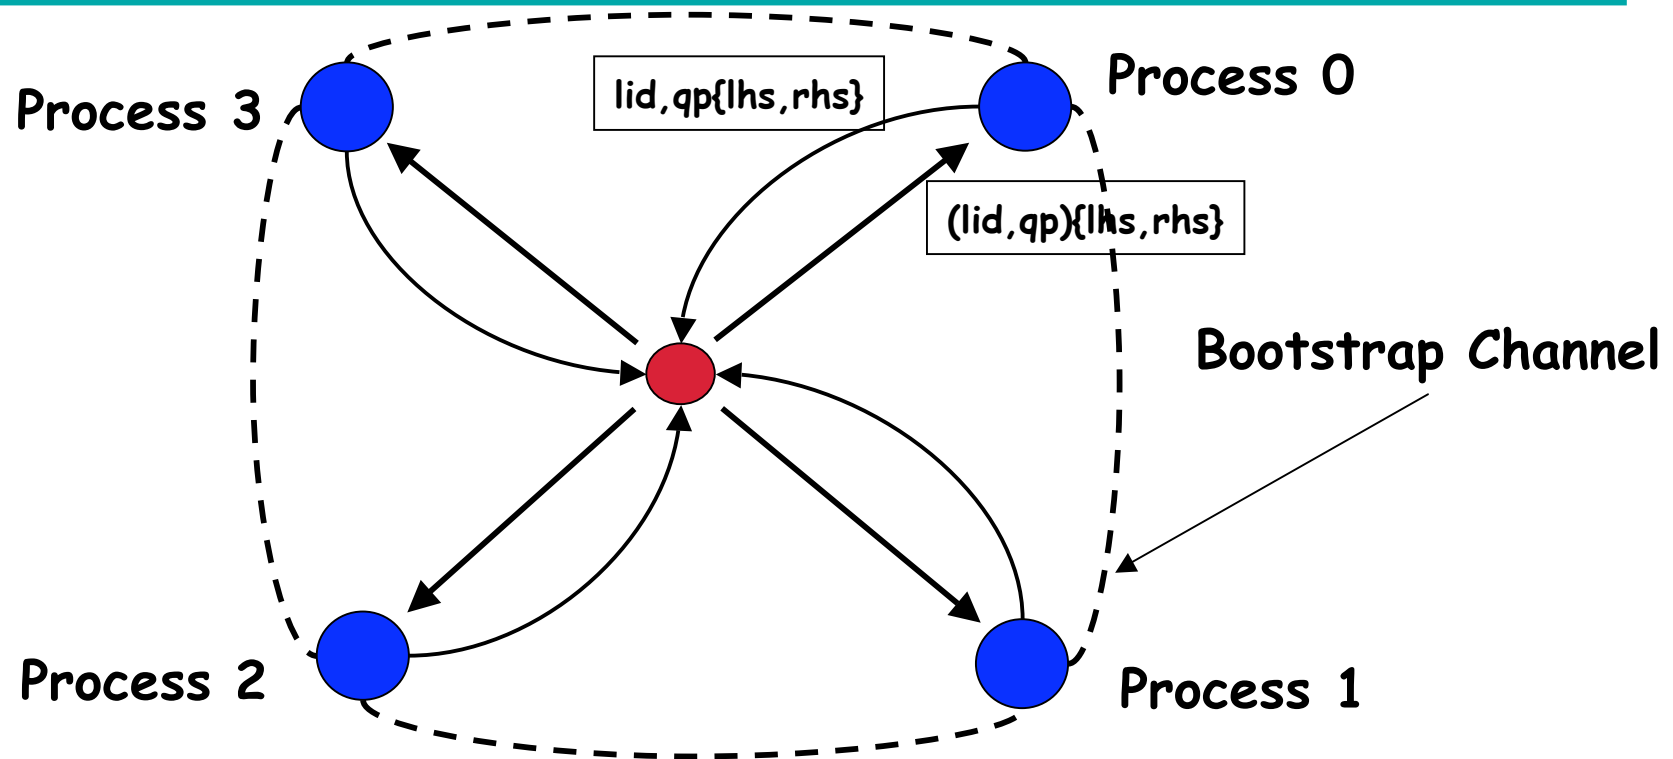 Process 3
lid,qp{lhs,rhs}
Process 0
(lid,qp){lhs,rhs}
Bootstrap Channel
Process 2
Process 1